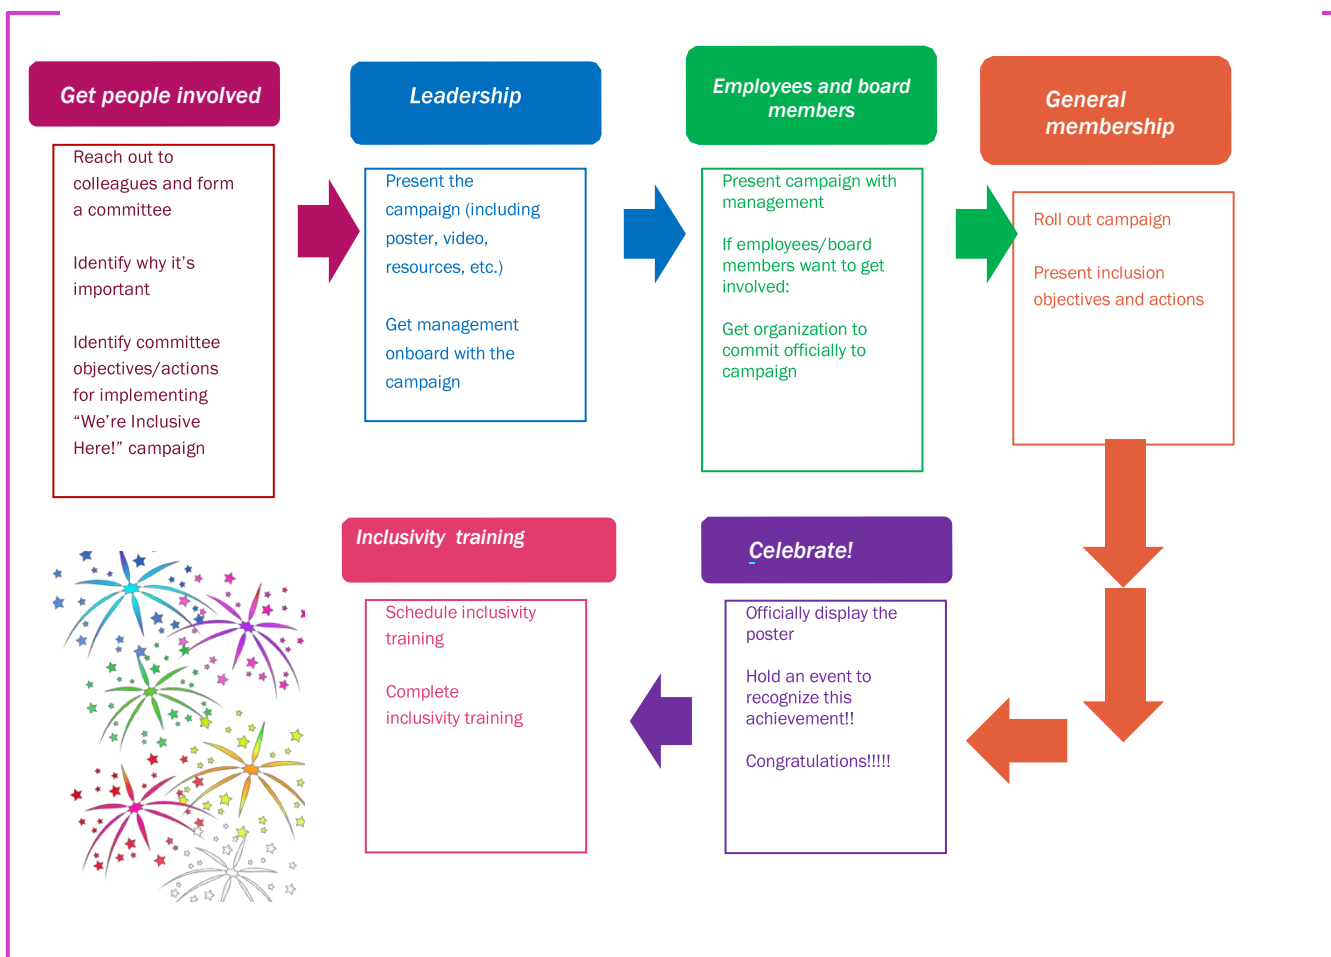 Get people involved
Reach out to
colleagues and form
a committee
Identify why it’s
important
Identify committee
objectives/actions
for implementing
“We’re Inclusive
Here!” campaign
Leadership
Present the
campaign (including
poster, video,
resources, etc.)
Get management
onboard with the
campaign
Employees and board
members
Present campaign with
management
If employees/board
members want to get
involved:
Get organization to
commit officially to
campaign
General
membership
Roll out campaign
Present inclusion
objectives and actions
Celebrate!
Officially display the
poster
Hold an event to
recognize this
achievement!!
Congratulations!!!!!
Inclusivity  training
Schedule inclusivity
training
Complete
inclusivity training